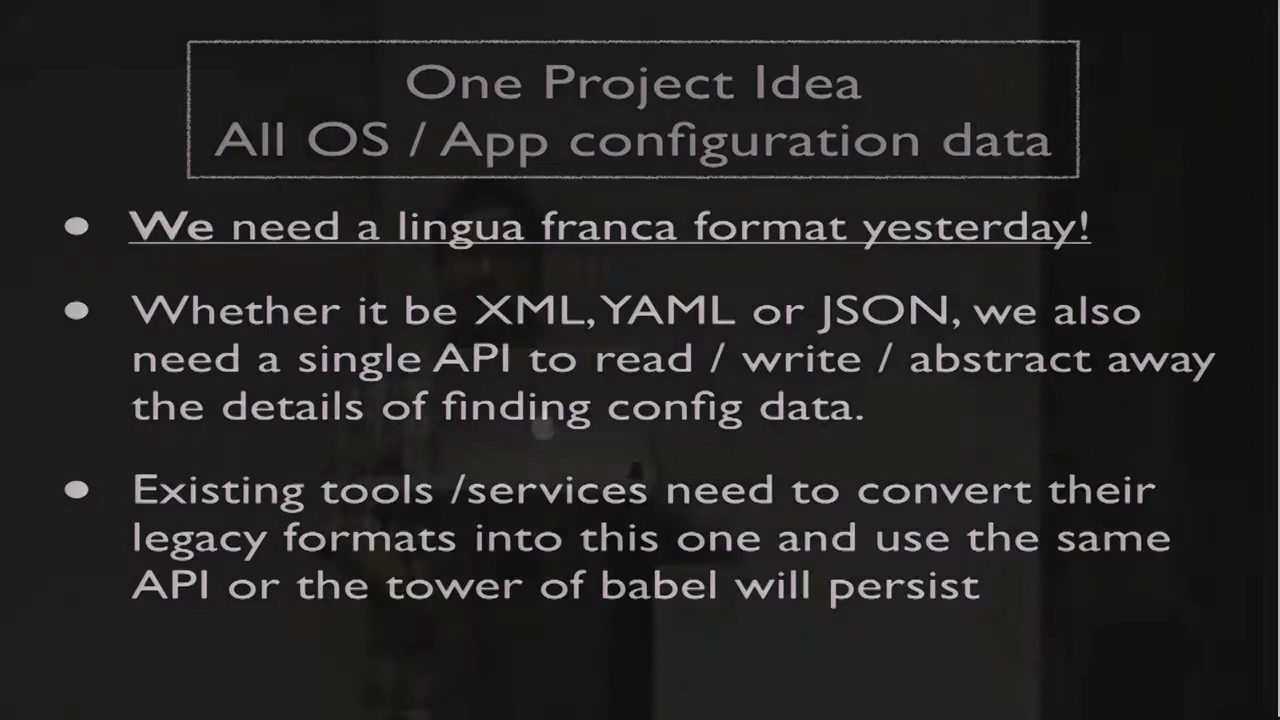 One Project Idea
All OS / App configuration data
• We need a lingua franca format yesterday!
• Whether it be XML, YAML or JSON, we also
need a single API to read / write / abstract away
the details of finding config data.
• Existing tools /services need to convert their
legacy formats into this one and use the same
API or the tower of babel will persist